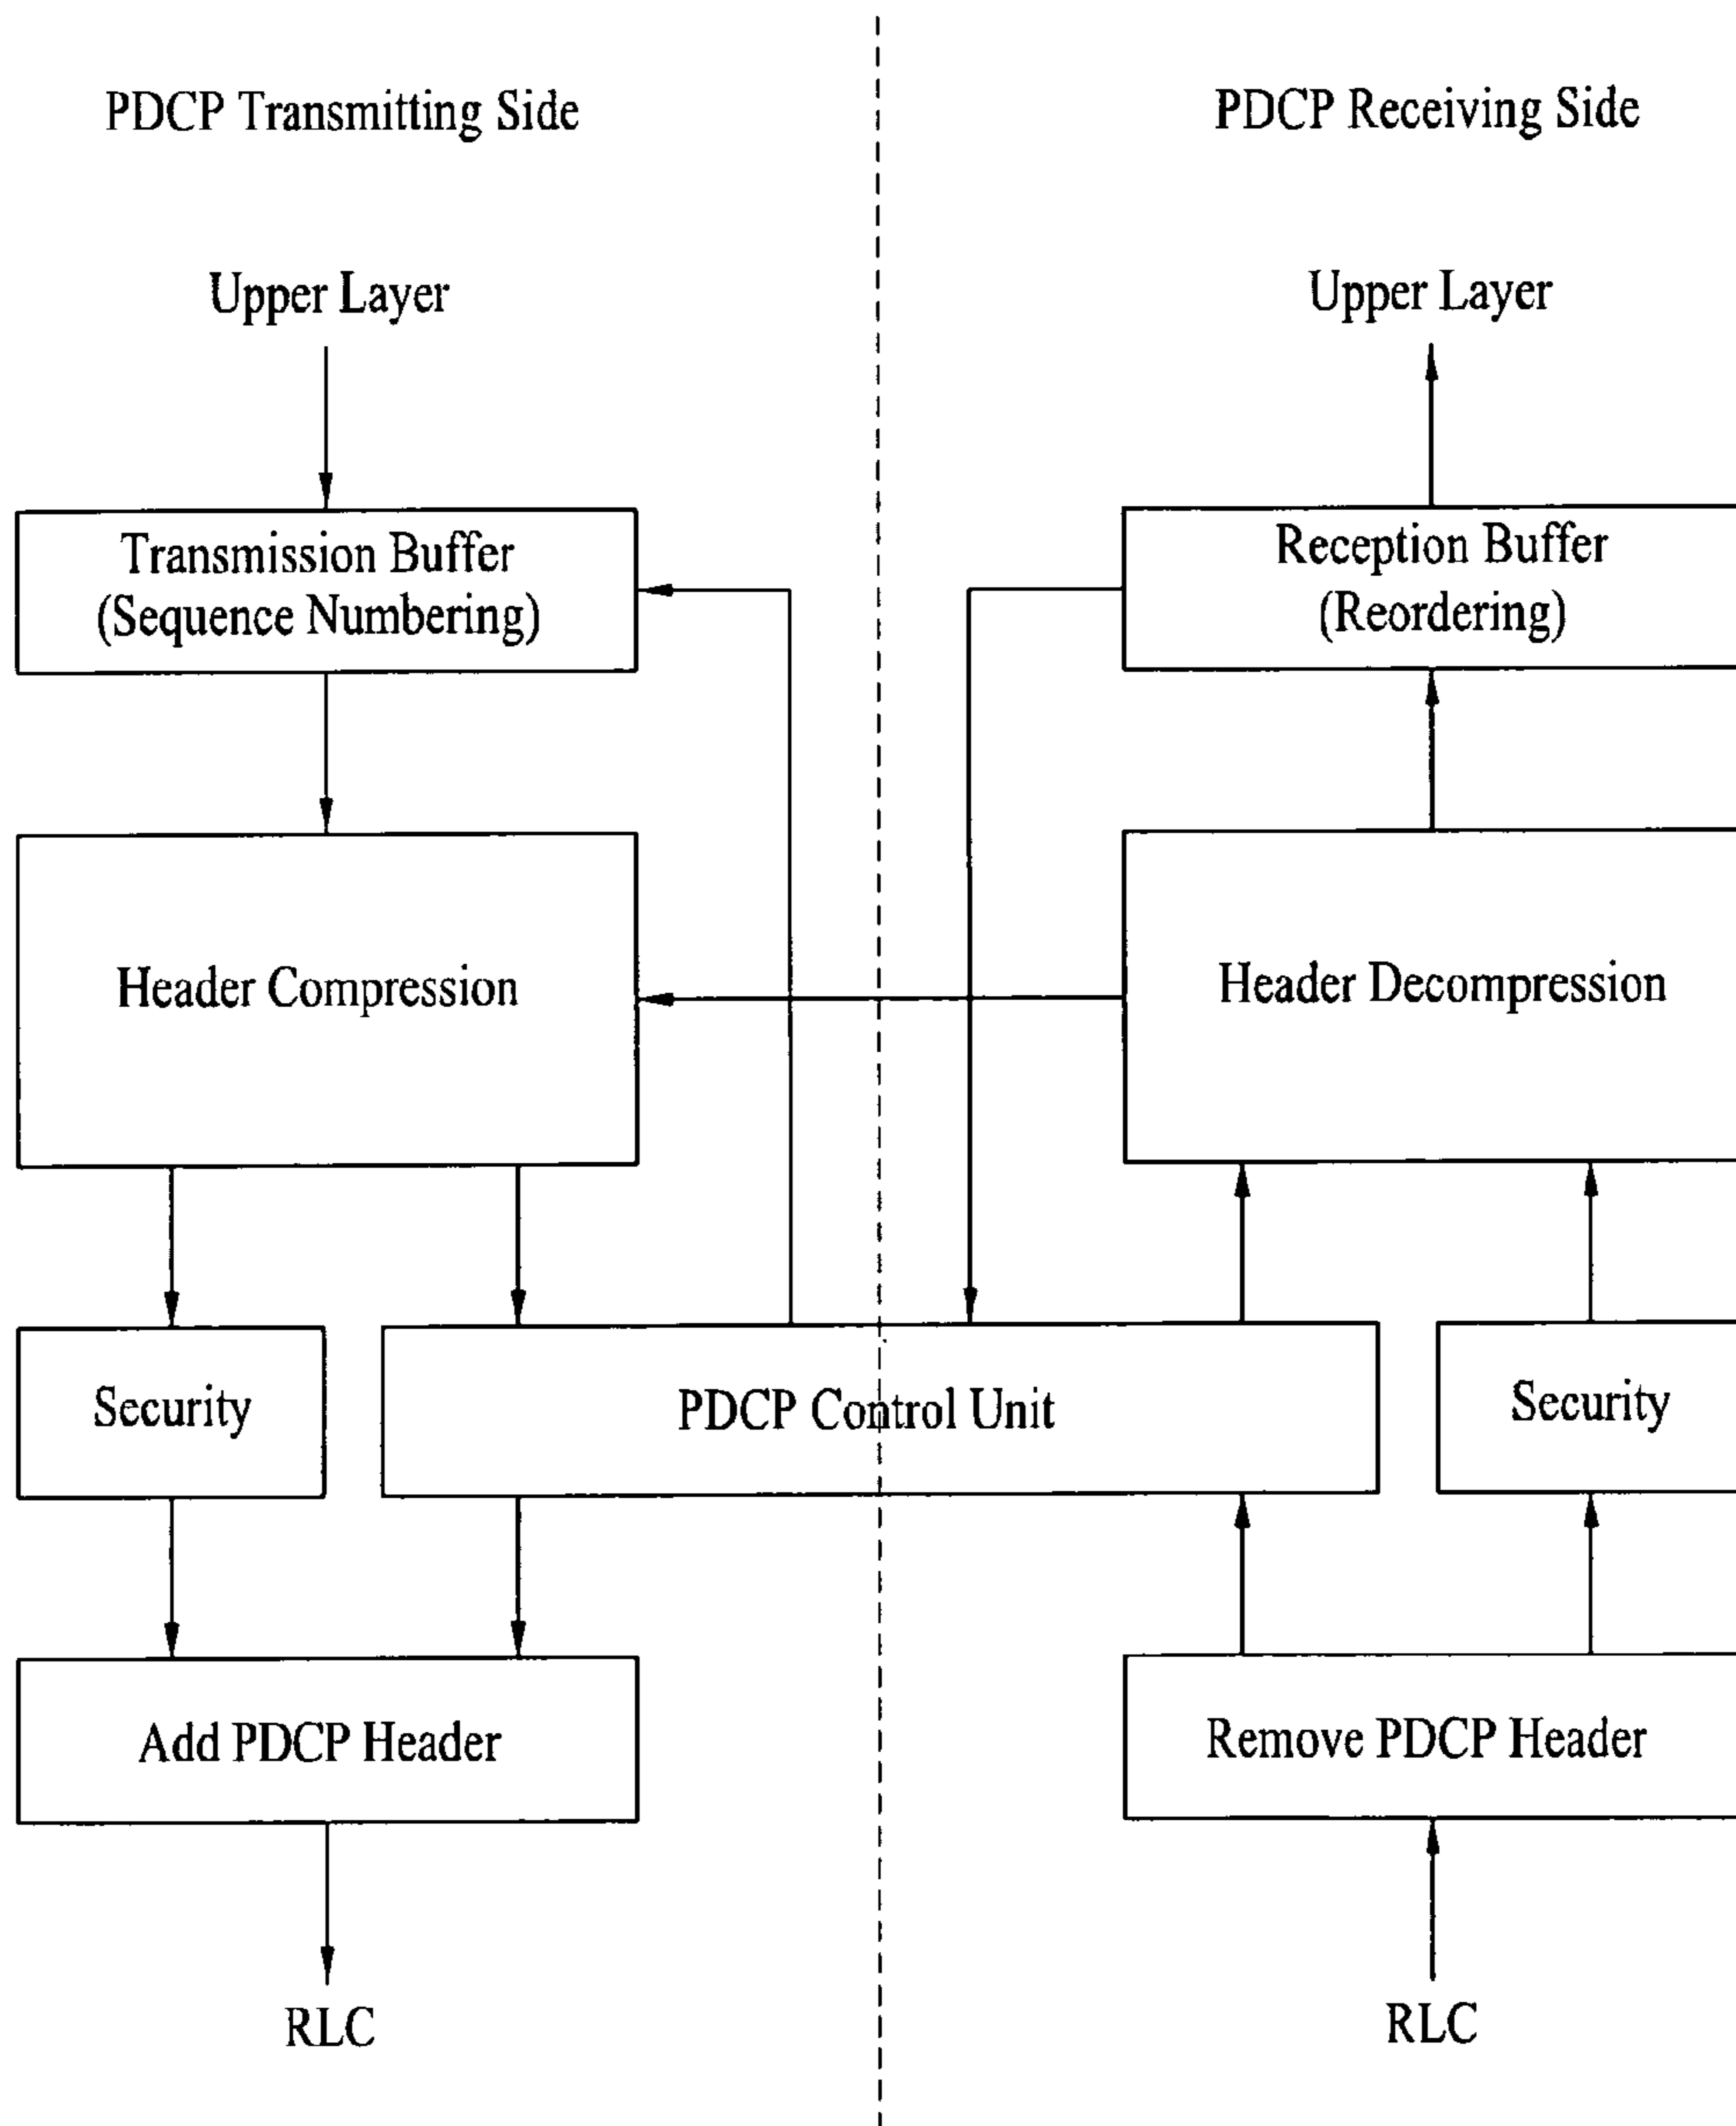 PDCP Transmitting Side
PDCP Receiving Side
Upper Layer
Upper Layer
Transmission Buffer
(Sequence Numbering)
Reception Buffer
(Reordering)
Header Compression
Header Decompression
Security
PDCP Control Unit
Security
Add PDCP Header
Remove PDCP Header
RLC
RLC